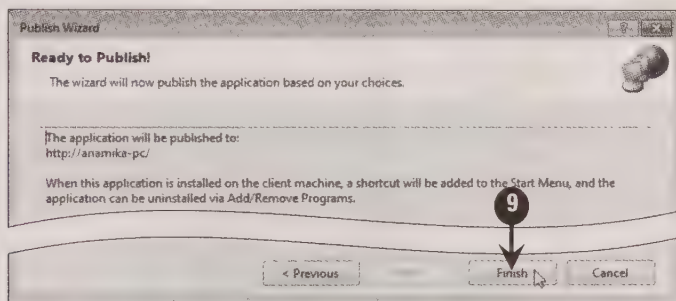 Publish Wizard
Ready to Publish!
The wizard will now publish the application based on your choices.
The application will be published to:
http://anamika-pc/
When this application is installed on the client machine, a shortcut will be added to the Start Menu, and the
application can be uninstalled via Add/Remove Programs.
9
< Previous Finish Cancel